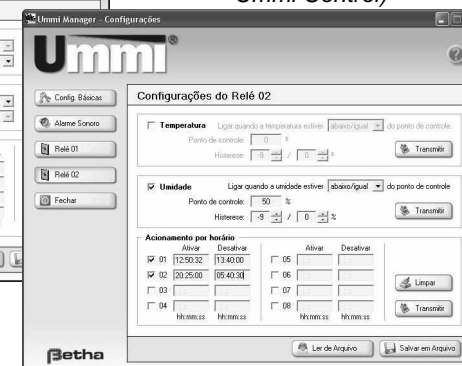 Ummi Control)
Ummi Manager - Configurações
Ummi®
Config. Básicas
Alarme Sonoro
Relé 01
Relé 02
Fechar
Betha
Configurações do Relé 02
Temperatura Ligar quando a temperatura estiver abaixo/igual do ponto de controle
Ponto de controle: 0
Histerese: -9 / 0
Transmitir
Umidade Ligar quando a umidade estiver abaixo/igual do ponto de controle
Ponto de controle: 50 %
Histerese: -9 / 0 %
Transmitir
Acionamento por horário
Ativar Desativar Ativar Desativar
01 12:50:32 13:40:00 05
02 20:25:00 05:40:30 06
03 07
04 08
hh:mm:ss hh:mm:ss hh:mm:ss hh:mm:ss
Limpar
Transmitir
Ler de Arquivo Salvar em Arquivo